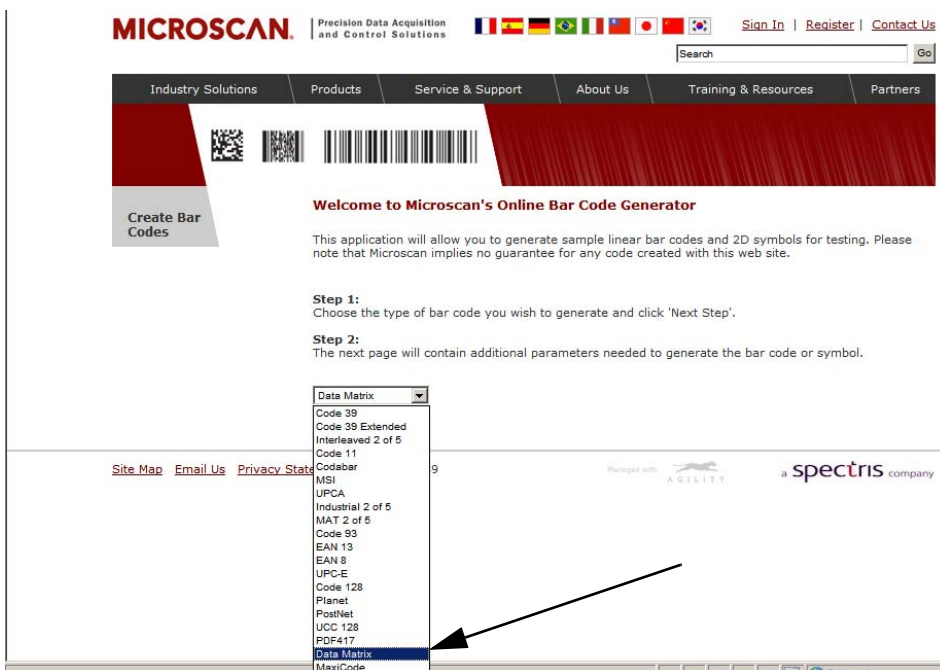 MICROSCAN.
Precision Data Acquisition
and Control Solutions
Sign In | Register | Contact Us
Search
Go
Industry Solutions
Products
Service & Support
About Us
Training & Resources
Partners
Create Bar
Codes
Welcome to Microscan's Online Bar Code Generator
This application will allow you to generate sample linear bar codes and 2D symbols for testing. Please
note that Microscan implies no guarantee for any code created with this web site.
Step 1:
Choose the type of bar code you wish to generate and click 'Next Step'.
Step 2:
The next page will contain additional parameters needed to generate the bar code or symbol.
Data Matrix
Code 39
Code 39 Extended
Interleaved 2 of 5
Code 11
Codabar
MSI
UPCA
Industrial 2 of 5
MAT 2 of 5
Code 93
EAN 13
EAN 8
UPC-E
Code 128
Planet
PostNet
UCC 128
PDF417
Data Matrix
MaxiCode
Site Map Email Us Privacy State
9
Managed with
AGILITY
a spectris company